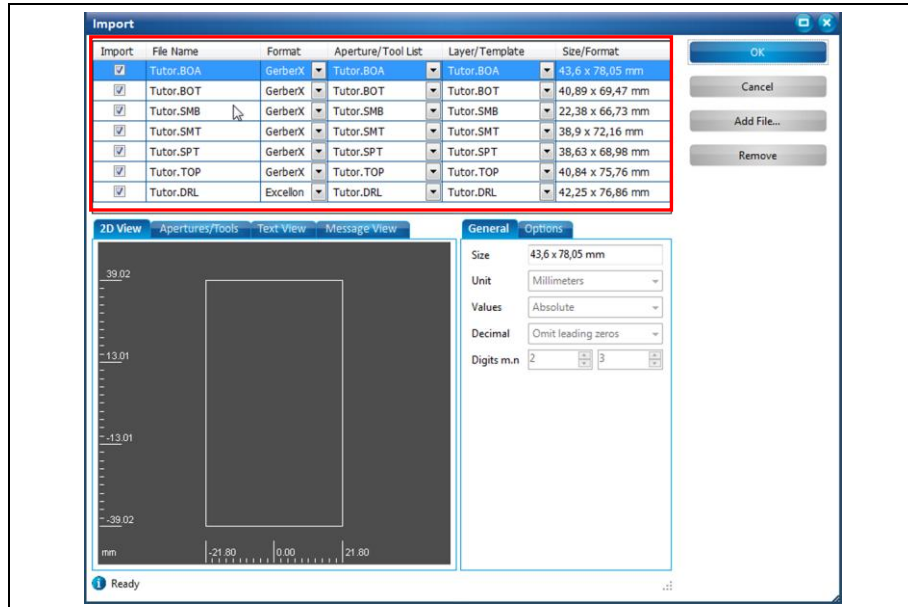 Import
Import File Name Format Aperture/Tool List Layer/Template Size/Format
Tutor.BOA GerberX Tutor.BOA Tutor.BOA 43,6 x 78,05 mm
Tutor.BOT GerberX Tutor.BOT Tutor.BOT 40,89 x 69,47 mm
Tutor.SMB GerberX Tutor.SMB Tutor.SMB 22,38 x 66,73 mm
Tutor.SMT GerberX Tutor.SMT Tutor.SMT 38,9 x 72,16 mm
Tutor.SPT GerberX Tutor.SPT Tutor.SPT 38,63 x 68,98 mm
Tutor.TOP GerberX Tutor.TOP Tutor.TOP 40,84 x 75,76 mm
Tutor.DRL Excellon Tutor.DRL Tutor.DRL 42,25 x 76,86 mm
OK
Cancel
Add File...
Remove
2D View Apertures/Tools Text View Message View
39.02
13.01
-13.01
-39.02
mm -21.80 0.00 21.80
General Options
Size 43,6 x 78,05 mm
Unit Millimeters
Values Absolute
Decimal Omit leading zeros
Digits m.n 2 3
Ready